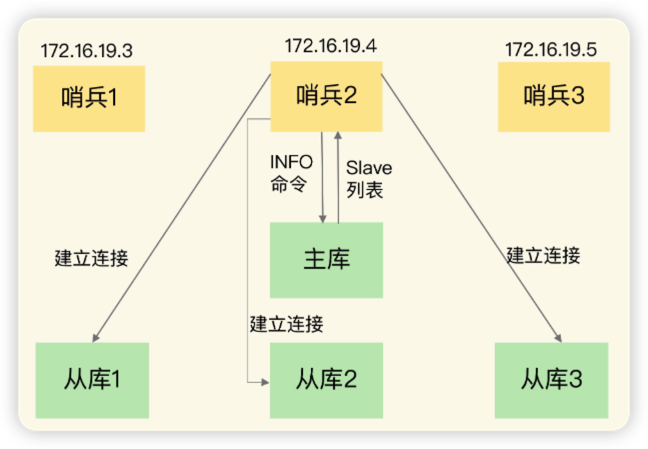 172.16.19.3
172.16.19.4
172.16.19.5
哨兵1
哨兵2
哨兵3
INFO
命令
Slave
列表
建立连接
主库
建立连接
建立连接
从库1
从库2
从库3